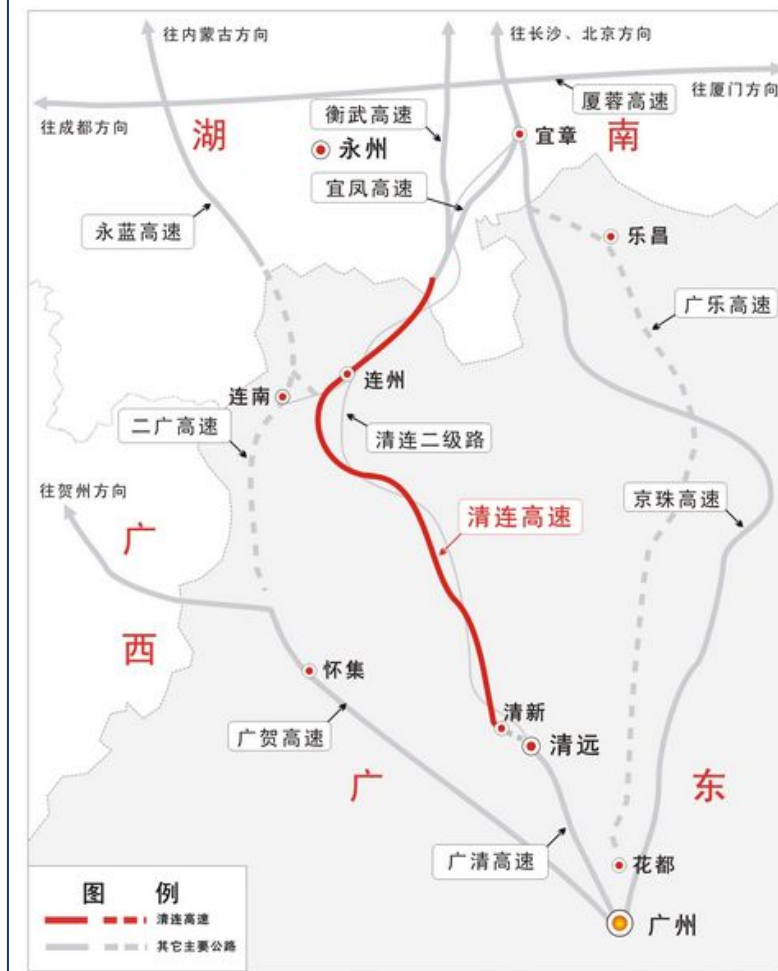 往内蒙古方向
往长沙、北京方向
往厦门方向
厦蓉高速
往成都方向
衡武高速
湖
永州
宜章
南
宜凤高速
永蓝高速
乐昌
广乐高速
连州
连南
二广高速
清连二级路
往贺州方向
京珠高速
清连高速
广
西
怀集
清新
广贺高速
清远
广
东
广清高速
花都
图 例
清连高速
广州
其它主要公路